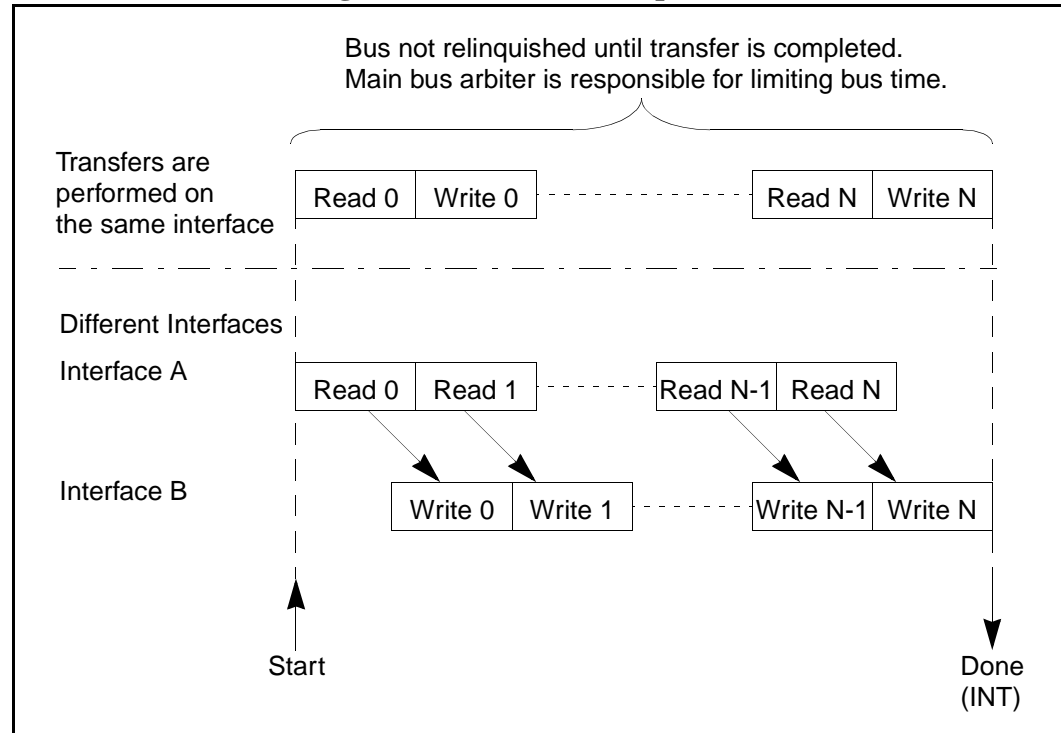 Bus not relinquished until transfer is completed.
Main bus arbiter is responsible for limiting bus time.
Transfers are
performed on
the same interface
Read 0 Write 0 Read N Write N
Different Interfaces
Interface A
Read 0 Read 1 Read N-1 Read N
Interface B
Write 0 Write 1 Write N-1 Write N
Start
Done
(INT)